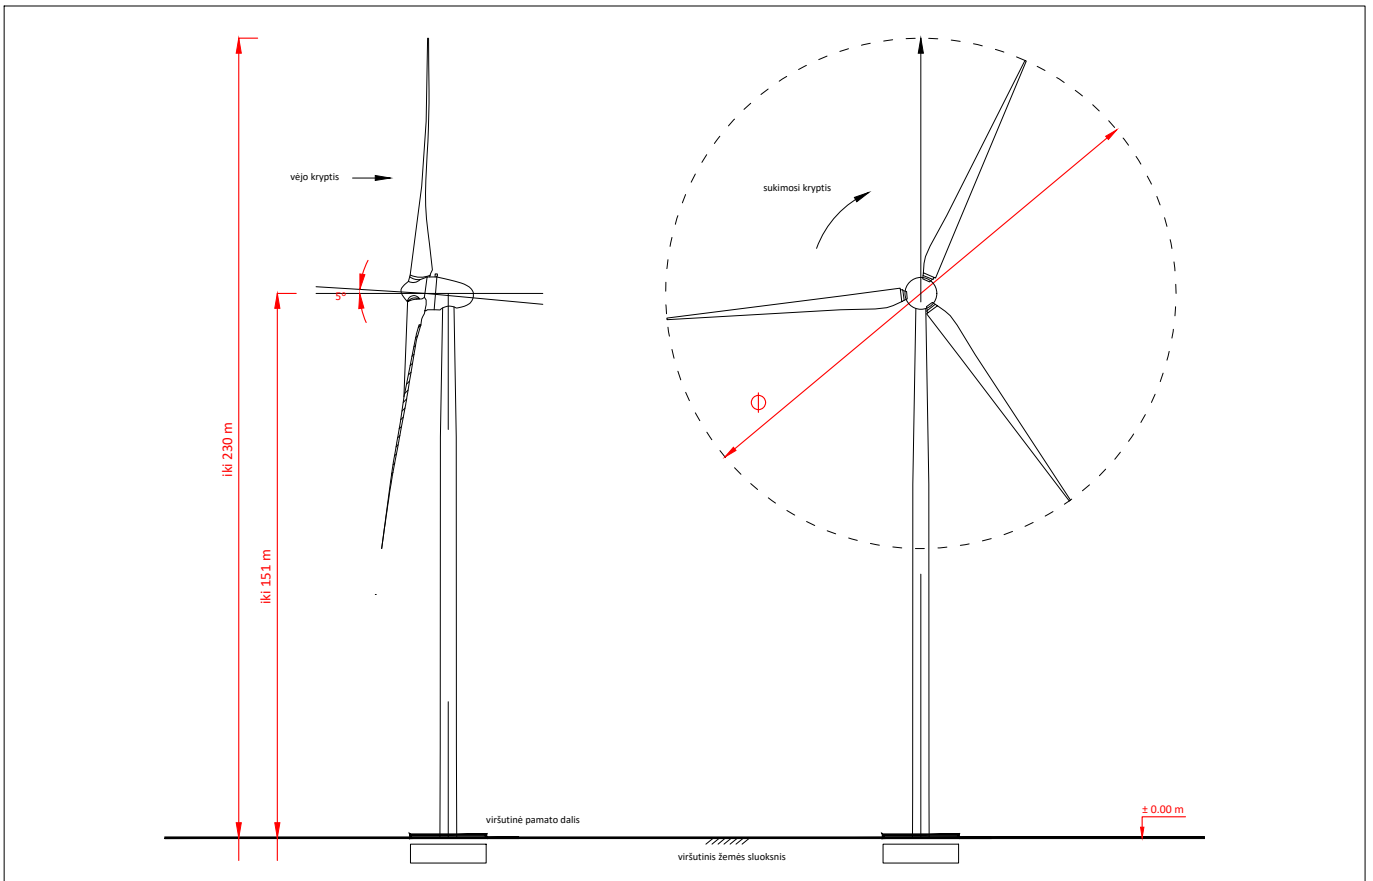 vėjo kryptis
sukimosi kryptis
5°
Φ
iki 230 m
iki 151 m
± 0.00 m
viršutinė pamato dalis
viršutinis žemės sluoksnis